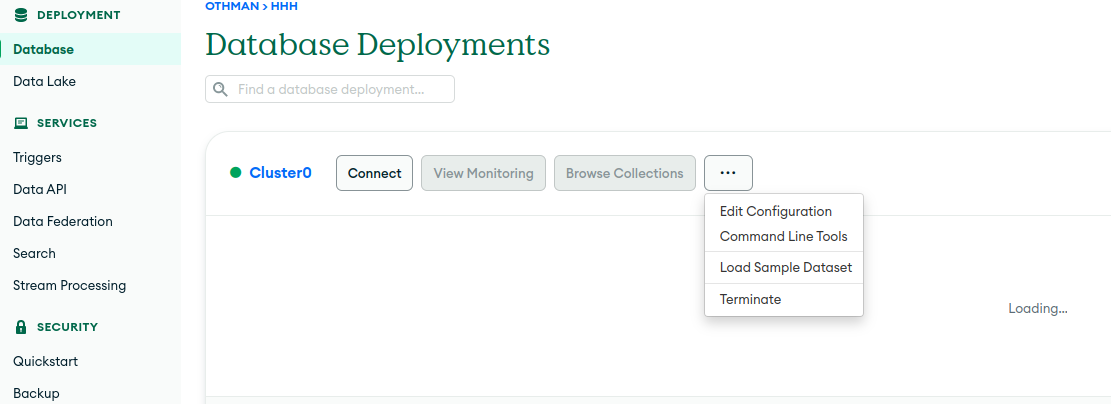 DEPLOYMENT
Database
Data Lake
SERVICES
Triggers
Data API
Data Federation
Search
Stream Processing
SECURITY
Quickstart
Backup
OTHMAN > HHH
Database Deployments
Find a database deployment...
Cluster0 Connect View Monitoring Browse Collections ...
Edit Configuration
Command Line Tools
Load Sample Dataset
Terminate
Loading...